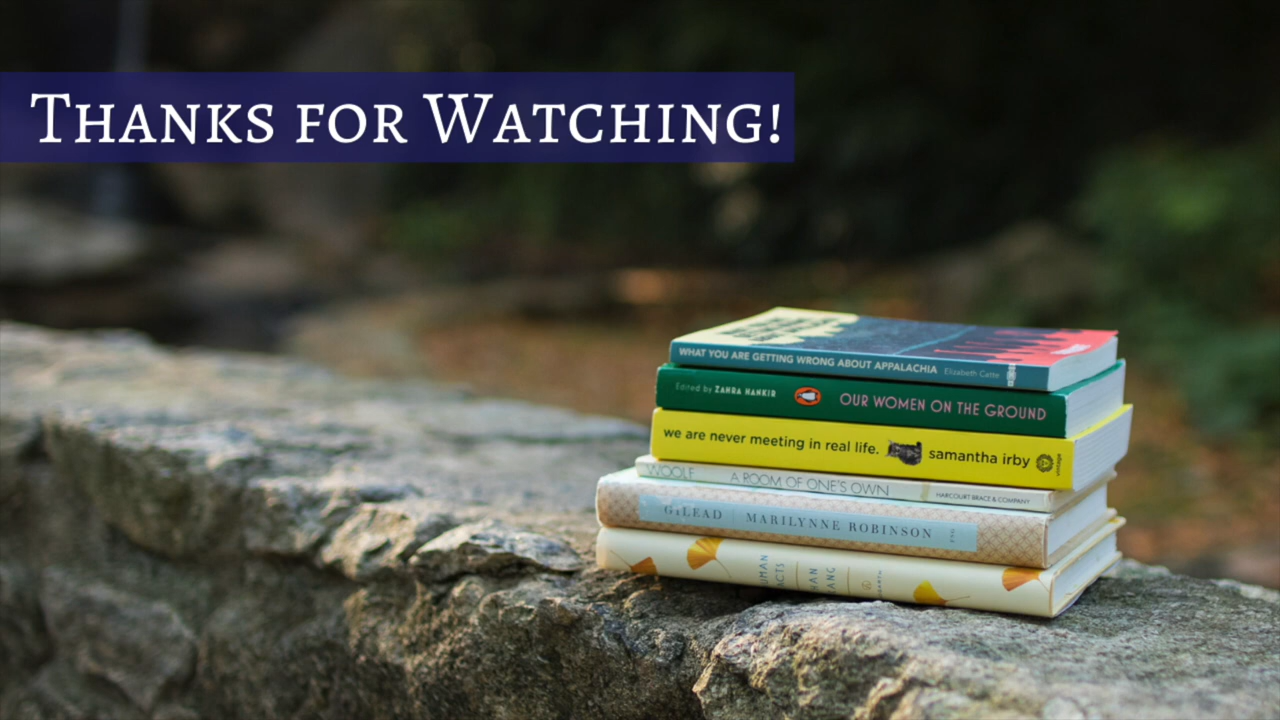 Thanks for Watching!
WHAT YOU ARE GETTING WRONG ABOUT APPALACHIA Elizabeth Catte
Edited by ZAHRA HANKIR OUR WOMEN ON THE GROUND
we are never meeting in real life. samantha irby vintage
WOOLF A ROOM OF ONE'S OWN HARCOURT BRACE & COMPANY
GILEAD MARILYNNE ROBINSON FSG